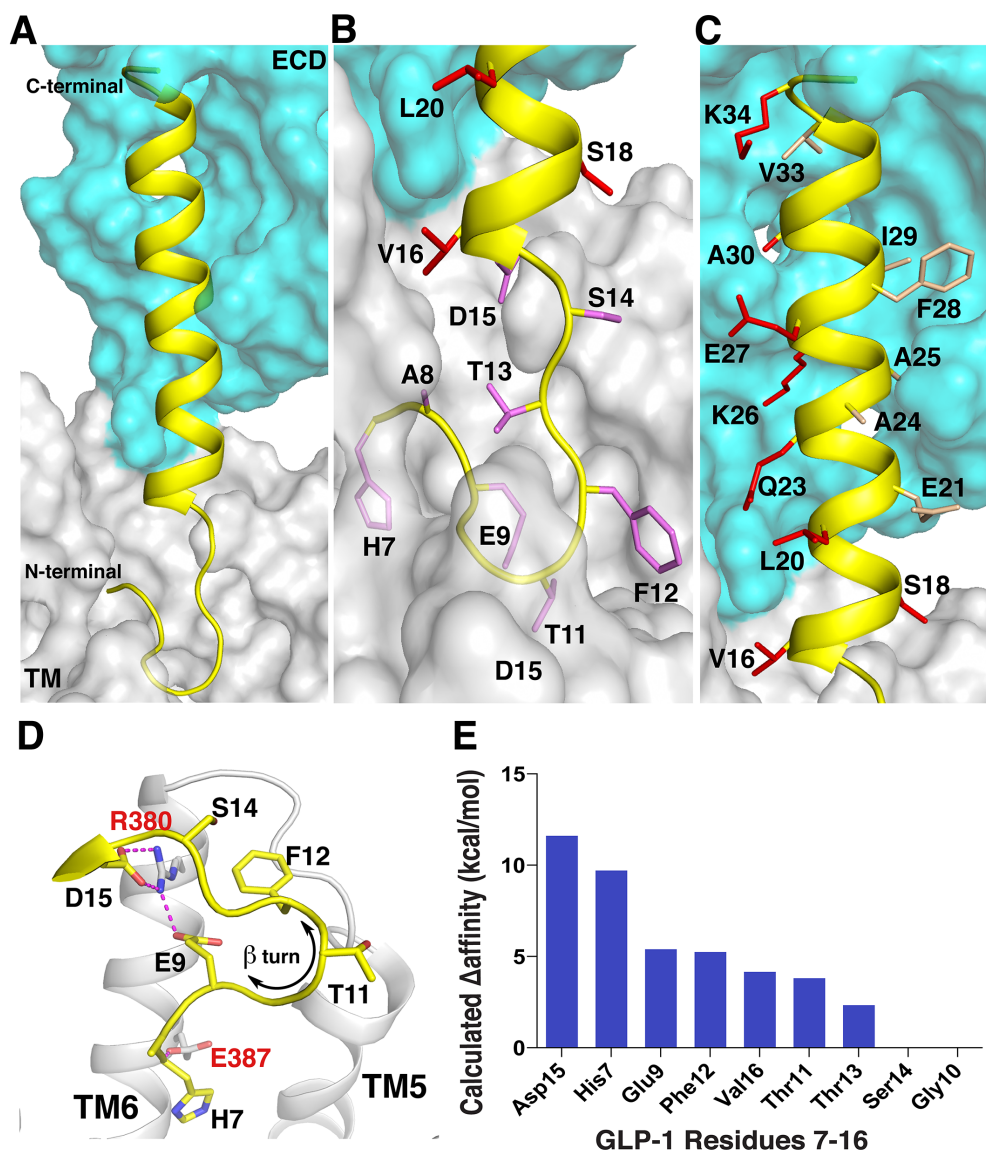 A
ECD
C-terminal
N-terminal
TM
B
L20
S18
V16
D15
S14
A8
T13
H7
E9
F12
T11
D15
C
K34
V33
I29
A30
F28
E27
A25
K26
A24
Q23
E21
L20
S18
V16
D
R380
S14
F12
D15
E9
β turn
T11
E387
TM5
TM6
H7
E
Calculated Δaffinity (kcal/mol)
15
10
5
0
Asp15
His7
Glu9
Phe12
Val16
Thr11
Thr13
Ser14
Gly10
GLP-1 Residues 7-16